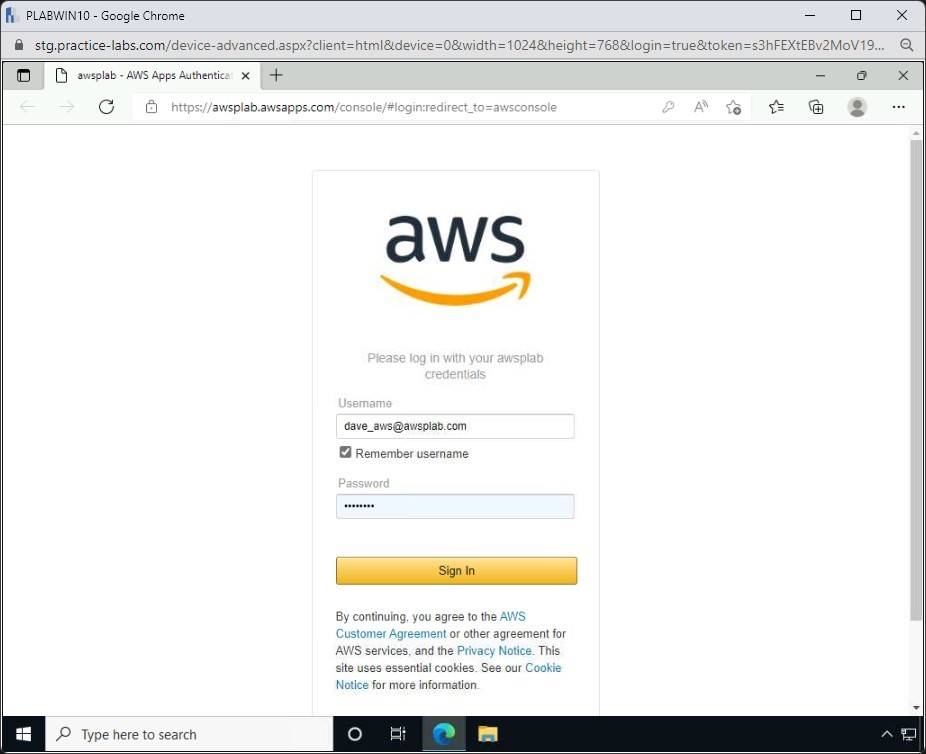 PLABWIN10 - Google Chrome
stg.practice-labs.com/device-advanced.aspx?client=html&device=0&width=1024&height=768&login=true&token=s3hFEXtEBv2MoV19...
awsplab - AWS Apps Authentica
https://awsplab.awsapps.com/console/#login:redirect_to=awsconsole
aws
Please log in with your awsplab
credentials
Username
dave_aws@awsplab.com
Remember username
Password
••••••••
Sign In
By continuing, you agree to the AWS
Customer Agreement or other agreement for
AWS services, and the Privacy Notice. This
site uses essential cookies. See our Cookie
Notice for more information.
Type here to search